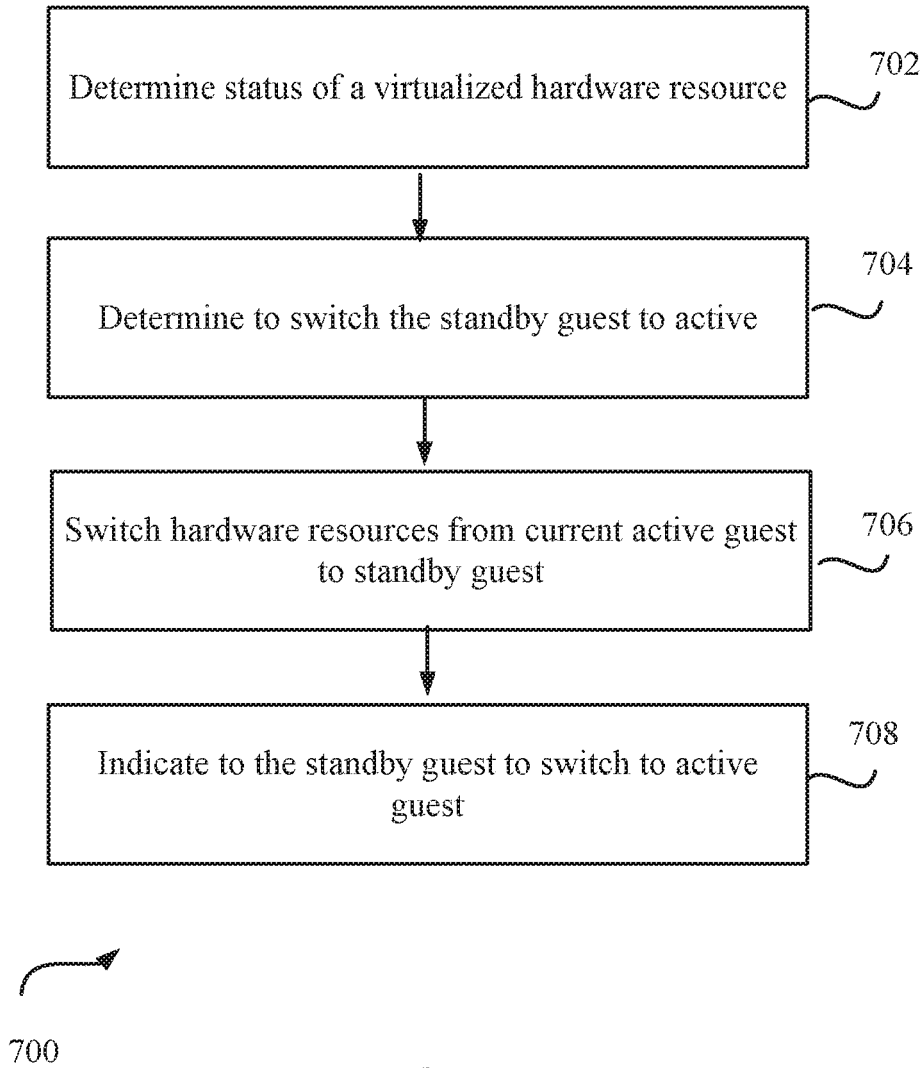 Determine status of a virtualized hardware resource
702
Determine to switch the standby guest to active
704
Switch hardware resources from current active guest
to standby guest
706
Indicate to the standby guest to switch to active
guest
708
700